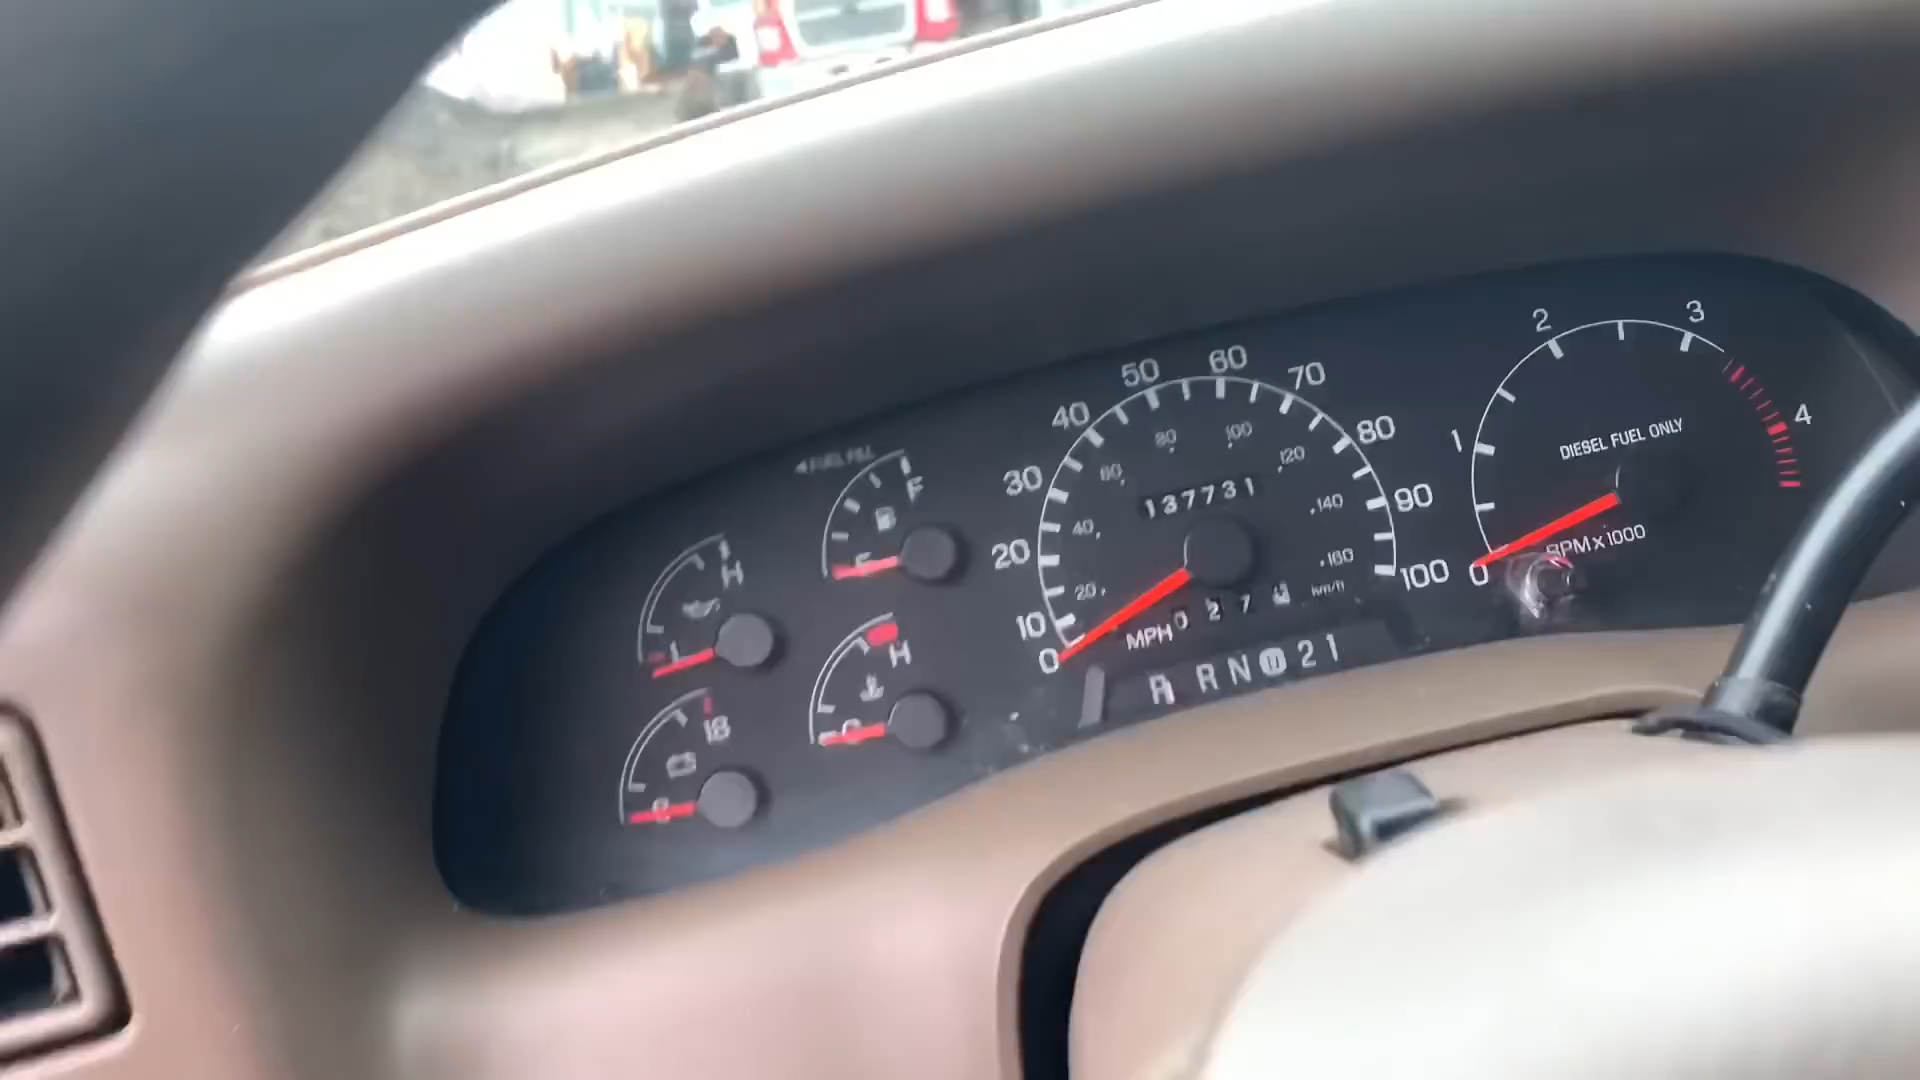 ◄FUEL FILL
F
H
L
H
C
18
8
0 10 20 30 40 50 60 70 80 90 100
20 40 60 80 100 120 140 160
km/h
137731
MPH
0 2 7
R N D 2 1
0 1 2 3 4
DIESEL FUEL ONLY
RPM x 1000